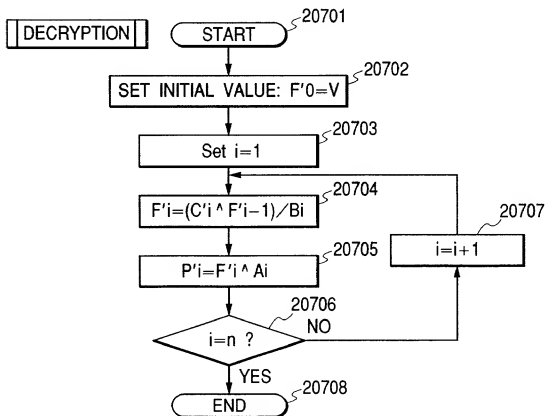 DECRYPTION
START
20701
SET INITIAL VALUE: F'0=V
20702
Set i=1
20703
F'i=(C'i ^ F'i-1)/Bi
20704
P'i=F'i ^ Ai
20705
i=i+1
20707
i=n ?
20706
NO
YES
END
20708